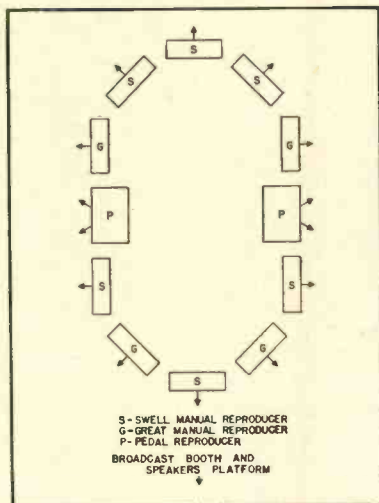 S
S
S
G
G
P
P
S
S
G
G
S
S-SWELL MANUAL REPRODUCER
G-GREAT MANUAL REPRODUCER
P-PEDAL REPRODUCER
BROADCAST BOOTH AND
SPEAKERS PLATFORM